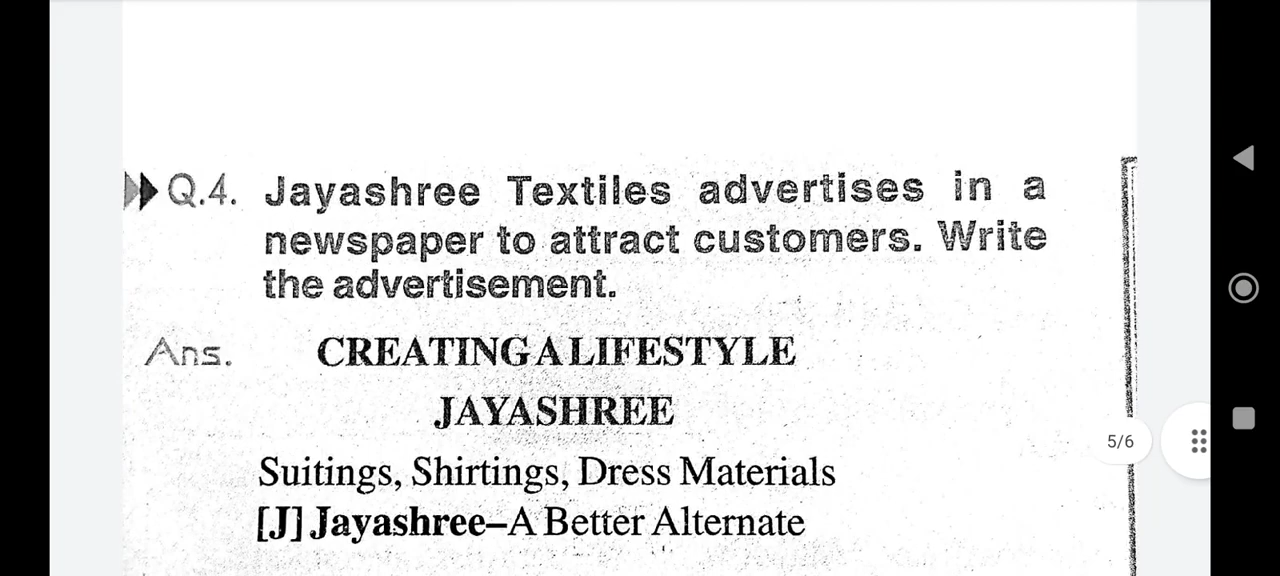 Q.4. Jayashree Textiles advertises in a
newspaper to attract customers. Write
the advertisement.
Ans. CREATING A LIFESTYLE
JAYASHREE
5/6
Suitings, Shirtings, Dress Materials
[J] Jayashree–A Better Alternate